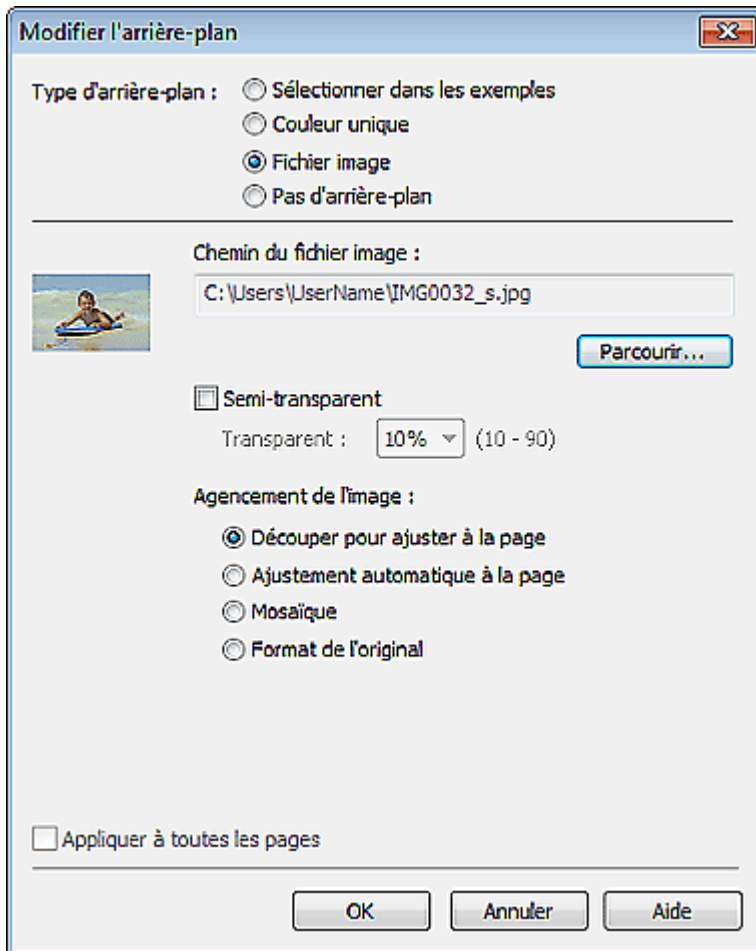 Modifier l'arrière-plan
Type d'arrière-plan :
Sélectionner dans les exemples
Couleur unique
Fichier image
Pas d'arrière-plan
Chemin du fichier image :
C:\Users\UserName\IMG0032_s.jpg
Parcourir...
Semi-transparent
Transparent : 10% (10 - 90)
Agencement de l'image :
Découper pour ajuster à la page
Ajustement automatique à la page
Mosaïque
Format de l'original
Appliquer à toutes les pages
OK Annuler Aide